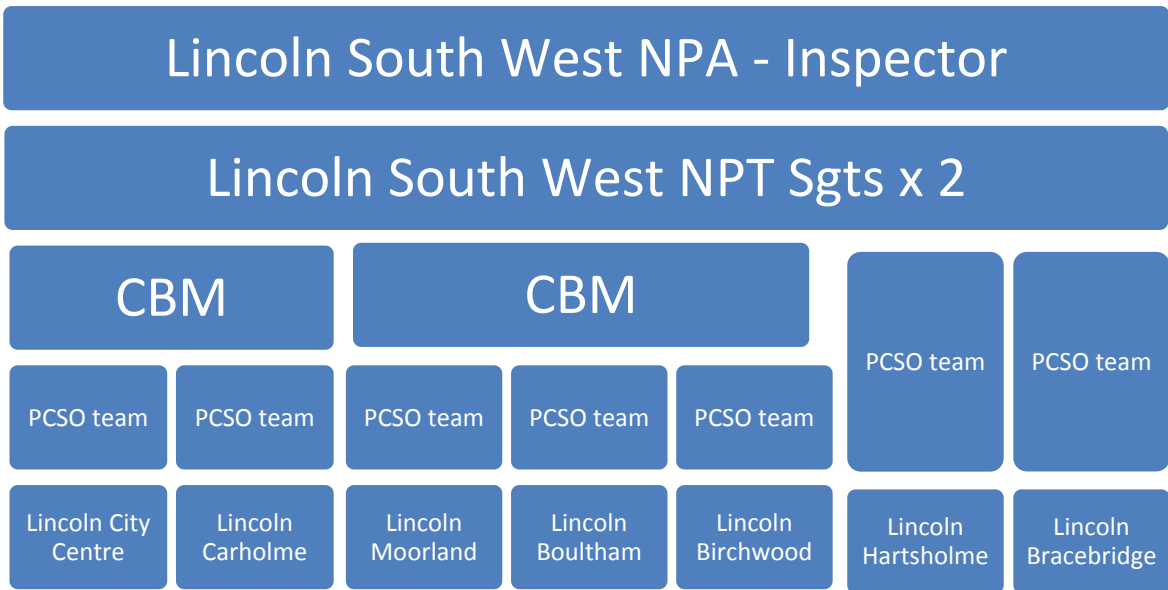 Lincoln South West NPA - Inspector
Lincoln South West NPT Sgts x 2
CBM
CBM
PCSO team
PCSO team
PCSO team
PCSO team
PCSO team
PCSO team
PCSO team
Lincoln City
Centre
Lincoln
Carholme
Lincoln
Moorland
Lincoln
Boultham
Lincoln
Birchwood
Lincoln
Hartsholme
Lincoln
Bracebridge